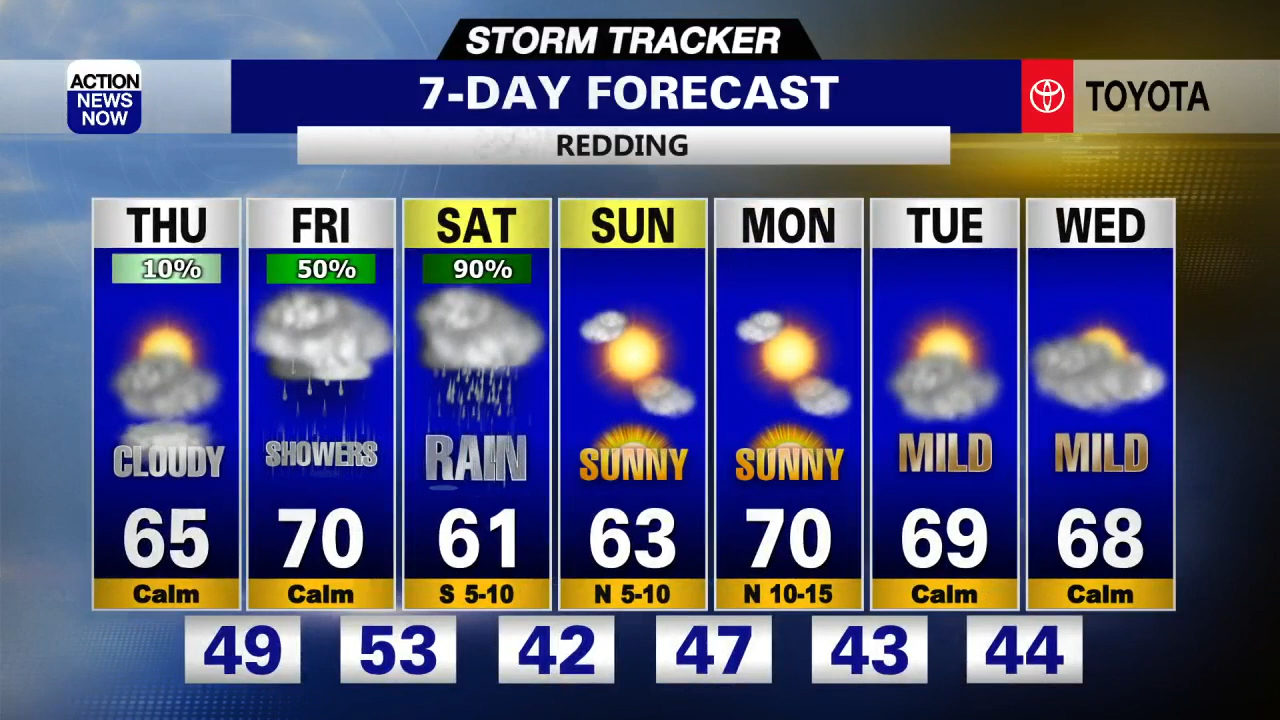 STORM TRACKER
ACTION
NEWS
NOW
7-DAY FORECAST
TOYOTA
REDDING
THU FRI SAT SUN MON TUE WED
10% 50% 90%
CLOUDY SHOWERS RAIN SUNNY SUNNY MILD MILD
65 70 61 63 70 69 68
Calm Calm S 5-10 N 5-10 N 10-15 Calm Calm
49 53 42 47 43 44